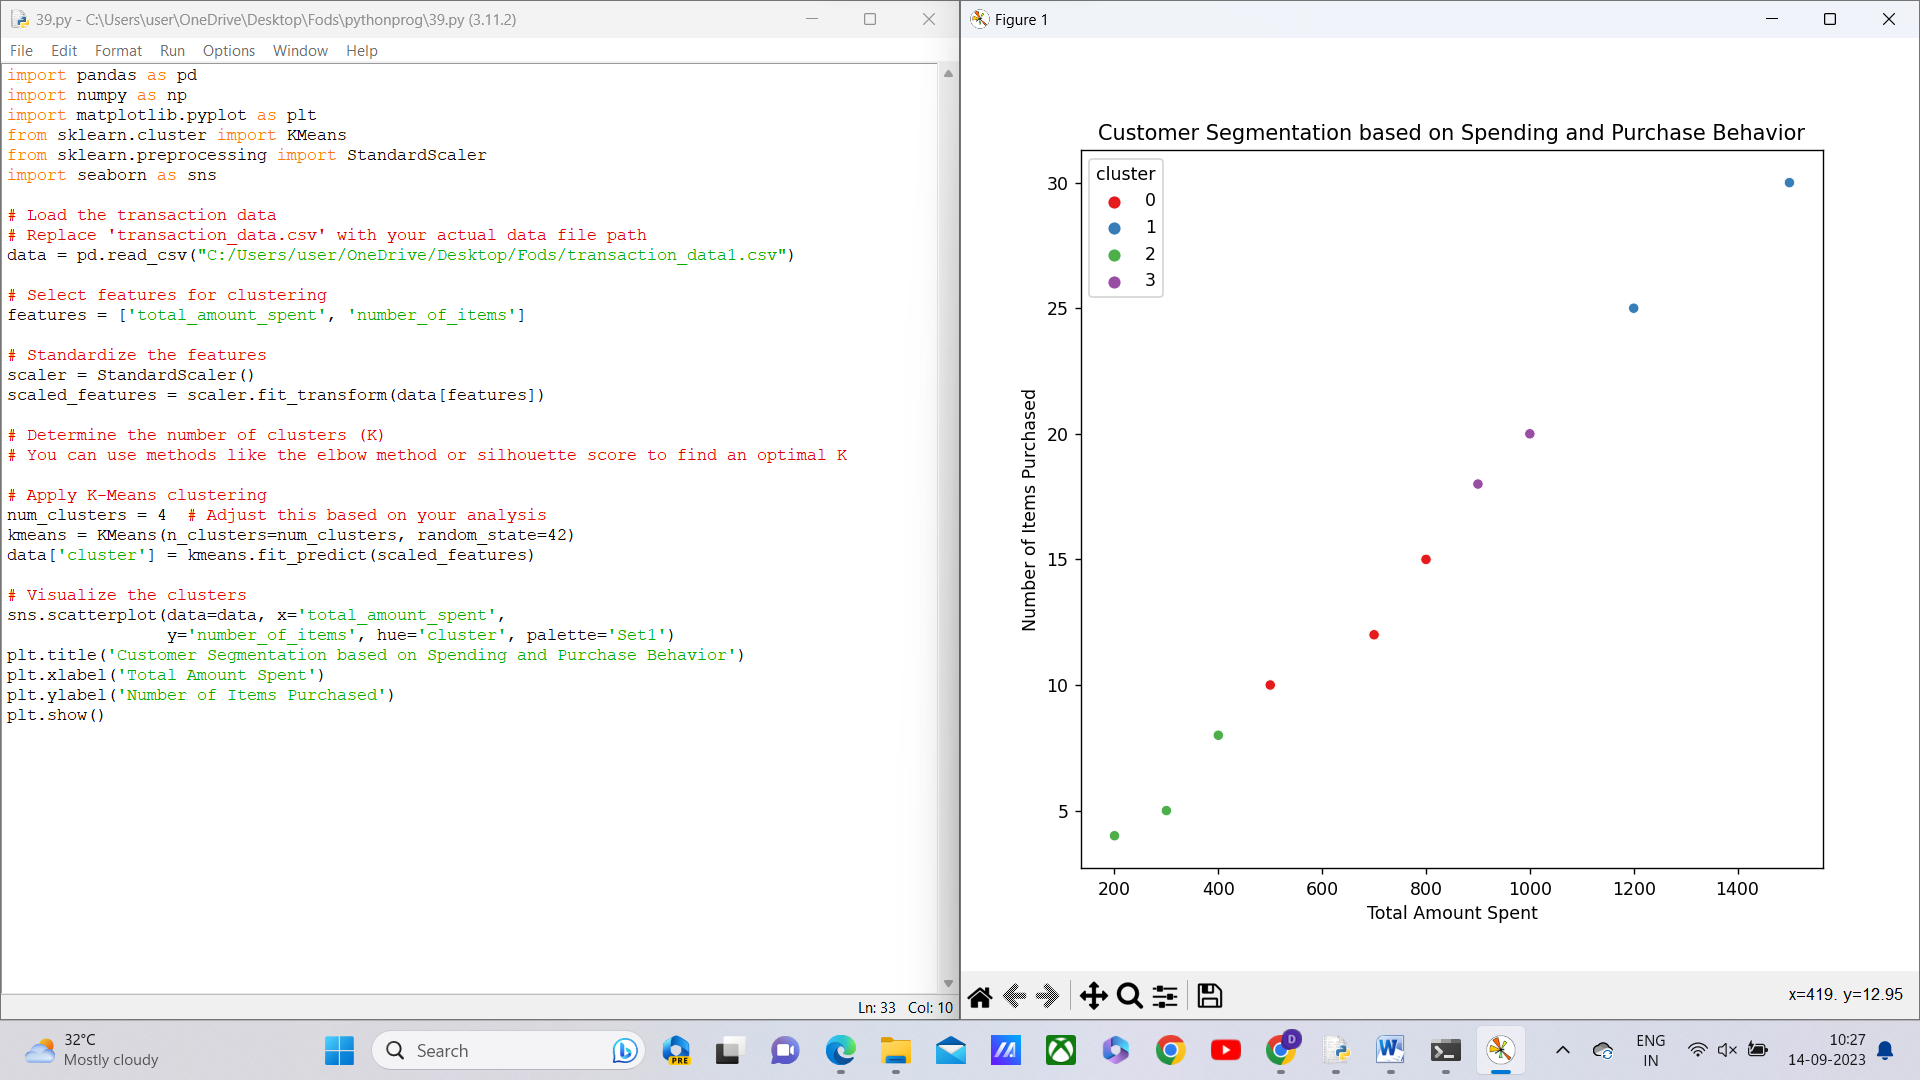 39.py - C:\Users\user\OneDrive\Desktop\Fods\pythonprog\39.py (3.11.2)
File Edit Format Run Options Window Help
import pandas as pd
import numpy as np
import matplotlib.pyplot as plt
from sklearn.cluster import KMeans
from sklearn.preprocessing import StandardScaler
import seaborn as sns
# Load the transaction data
# Replace 'transaction_data.csv' with your actual data file path
data = pd.read_csv("C:/Users/user/OneDrive/Desktop/Fods/transaction_data1.csv")
# Select features for clustering
features = ['total_amount_spent', 'number_of_items']
# Standardize the features
scaler = StandardScaler()
scaled_features = scaler.fit_transform(data[features])
# Determine the number of clusters (K)
# You can use methods like the elbow method or silhouette score to find an optimal K
# Apply K-Means clustering
num_clusters = 4  # Adjust this based on your analysis
kmeans = KMeans(n_clusters=num_clusters, random_state=42)
data['cluster'] = kmeans.fit_predict(scaled_features)
# Visualize the clusters
sns.scatterplot(data=data, x='total_amount_spent',
                y='number_of_items', hue='cluster', palette='Set1')
plt.title('Customer Segmentation based on Spending and Purchase Behavior')
plt.xlabel('Total Amount Spent')
plt.ylabel('Number of Items Purchased')
plt.show()
Ln: 33 Col: 10
Figure 1
Customer Segmentation based on Spending and Purchase Behavior
cluster
0
1
2
3
30
25
20
15
10
5
Number of Items Purchased
200 400 600 800 1000 1200 1400
Total Amount Spent
x=419. y=12.95
32°C
Mostly cloudy
Search
PRE
D
W
ENG
IN
10:27
14-09-2023